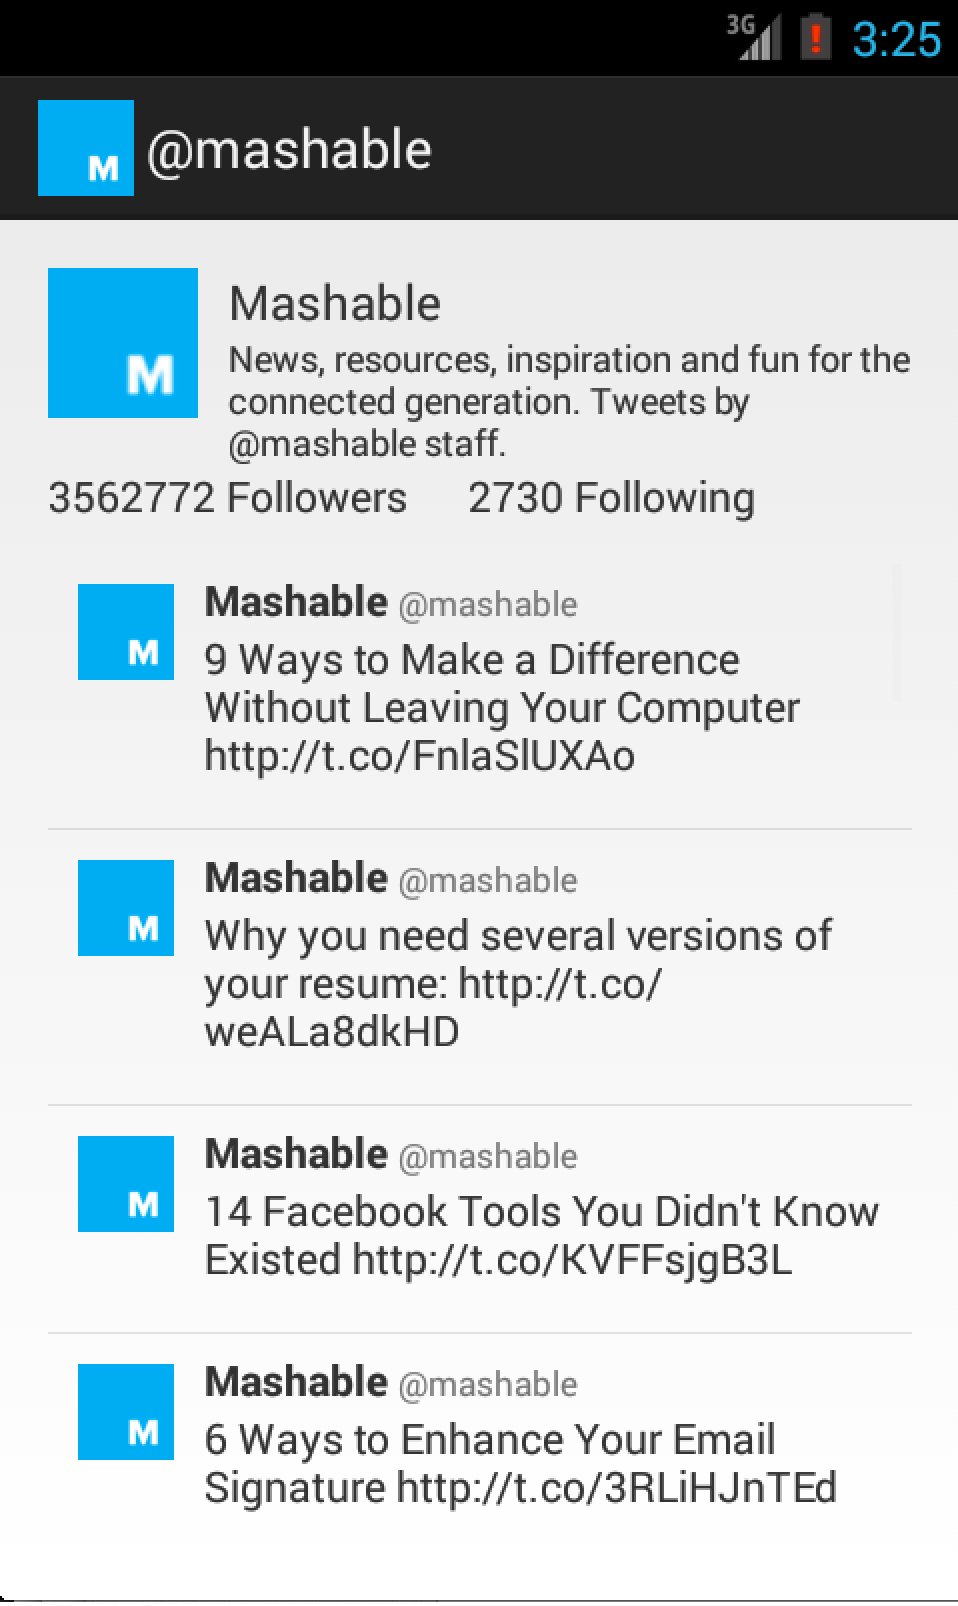 3G 3:25
M @mashable
Mashable
M
News, resources, inspiration and fun for the
connected generation. Tweets by
@mashable staff.
3562772 Followers 2730 Following
Mashable @mashable
M
9 Ways to Make a Difference
Without Leaving Your Computer
http://t.co/FnlaSlUXAo
Mashable @mashable
M
Why you need several versions of
your resume: http://t.co/
weALa8dkHD
Mashable @mashable
M
14 Facebook Tools You Didn't Know
Existed http://t.co/KVFFsjgB3L
Mashable @mashable
M
6 Ways to Enhance Your Email
Signature http://t.co/3RLiHJnTEd